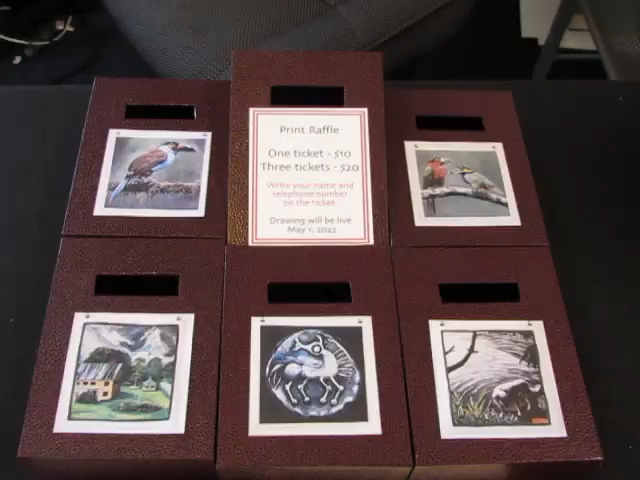 Print Raffle
One ticket - $10
Three tickets - $20
Write your name and
telephone number
on the ticket.
Drawing will be live
May 1, 2022